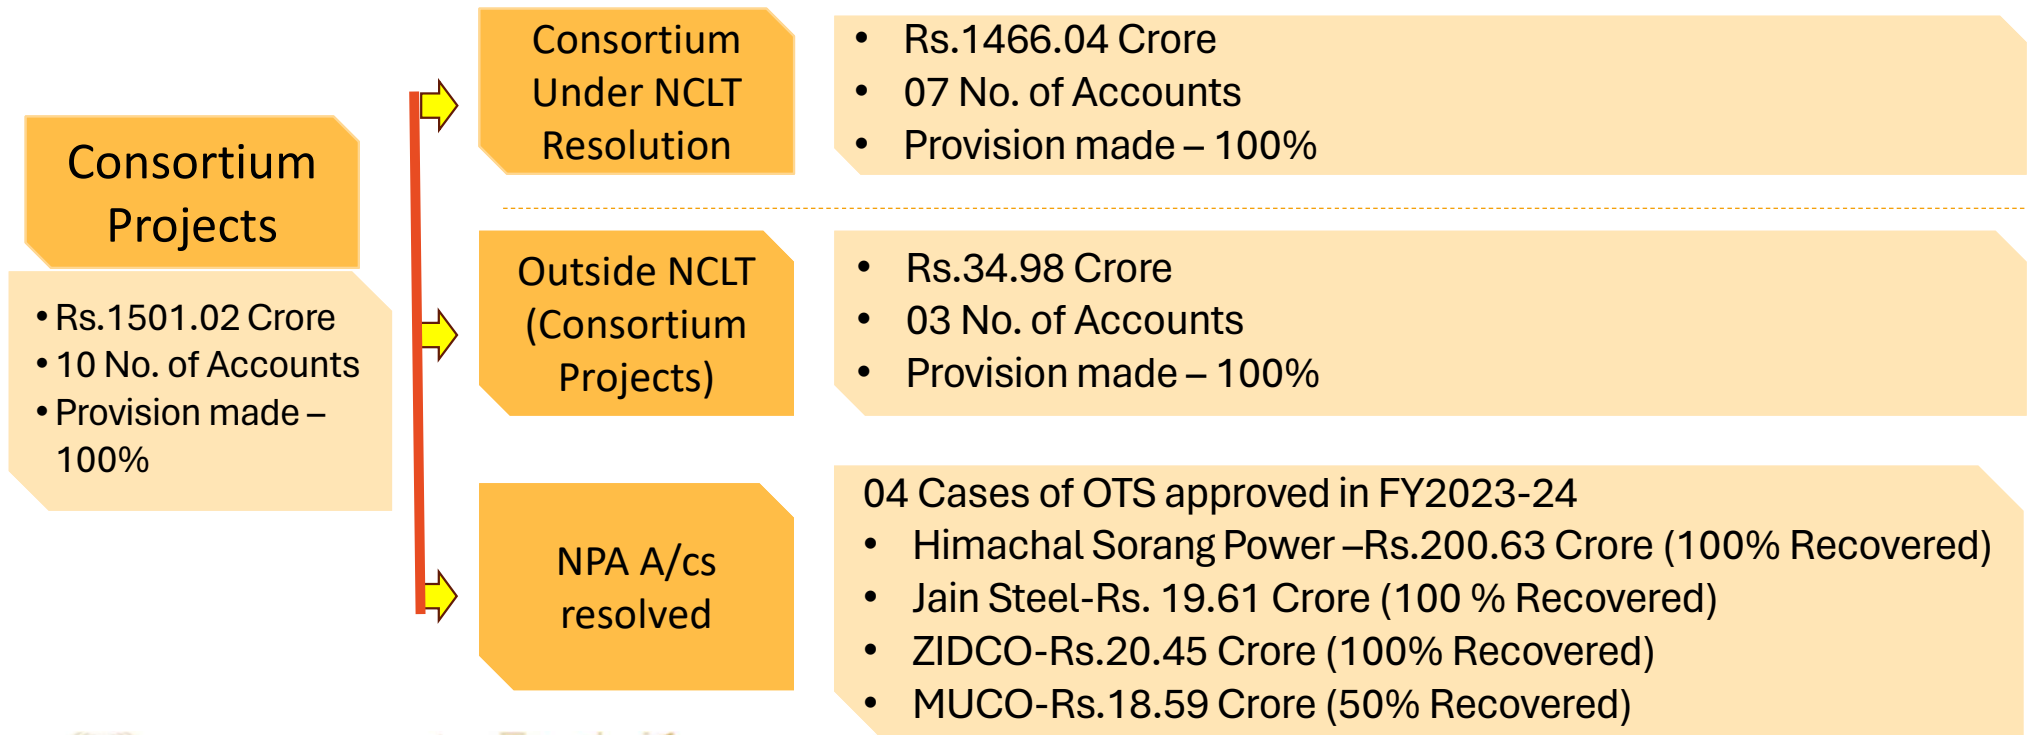 Consortium
Projects
• Rs.1501.02 Crore
• 10 No. of Accounts
• Provision made –
100%
Consortium
Under NCLT
Resolution
• Rs.1466.04 Crore
• 07 No. of Accounts
• Provision made – 100%
Outside NCLT
(Consortium
Projects)
• Rs.34.98 Crore
• 03 No. of Accounts
• Provision made – 100%
NPA A/cs
resolved
04 Cases of OTS approved in FY2023-24
• Himachal Sorang Power –Rs.200.63 Crore (100% Recovered)
• Jain Steel-Rs. 19.61 Crore (100 % Recovered)
• ZIDCO-Rs.20.45 Crore (100% Recovered)
• MUCO-Rs.18.59 Crore (50% Recovered)